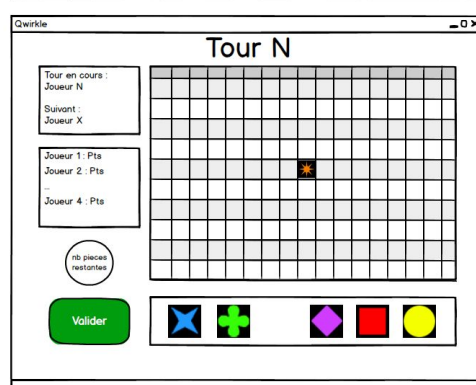 Qwirkle
Tour N
Tour en cours :
Joueur N
Suivant :
Joueur X
Joueur 1 : Pts
Joueur 2 : Pts
...
Joueur 4 : Pts
nb pieces
restantes
Valider